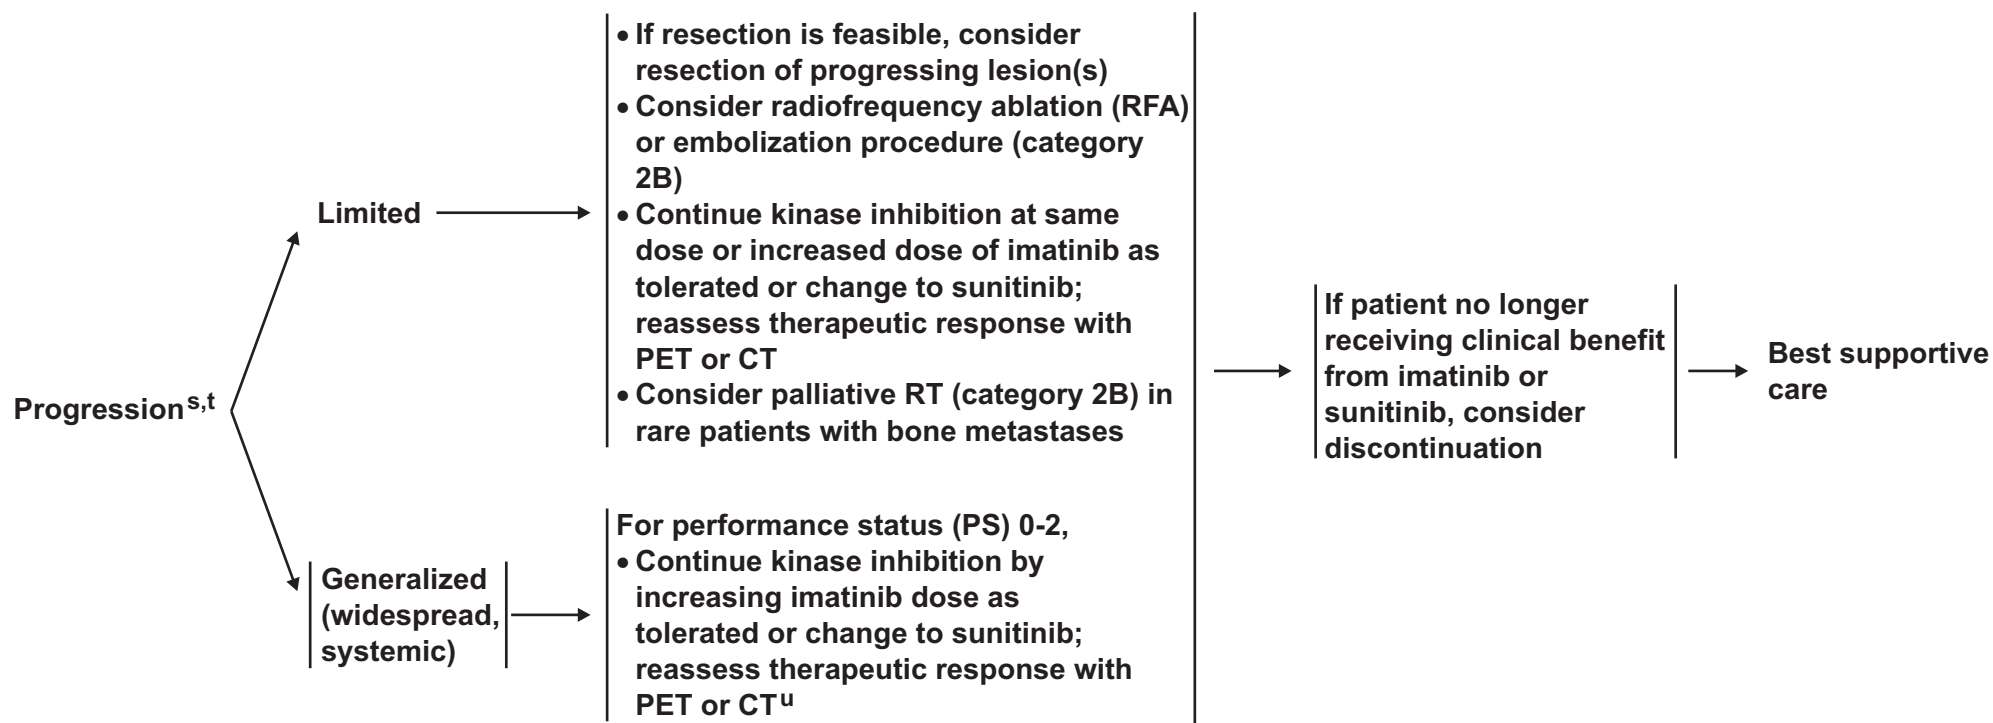 Progression s,t
Limited
• If resection is feasible, consider
resection of progressing lesion(s)
• Consider radiofrequency ablation (RFA)
or embolization procedure (category
2B)
• Continue kinase inhibition at same
dose or increased dose of imatinib as
tolerated or change to sunitinib;
reassess therapeutic response with
PET or CT
• Consider palliative RT (category 2B) in
rare patients with bone metastases
Generalized
(widespread,
systemic)
For performance status (PS) 0-2,
• Continue kinase inhibition by
increasing imatinib dose as
tolerated or change to sunitinib;
reassess therapeutic response with
PET or CT u
If patient no longer
receiving clinical benefit
from imatinib or
sunitinib, consider
discontinuation
Best supportive
care